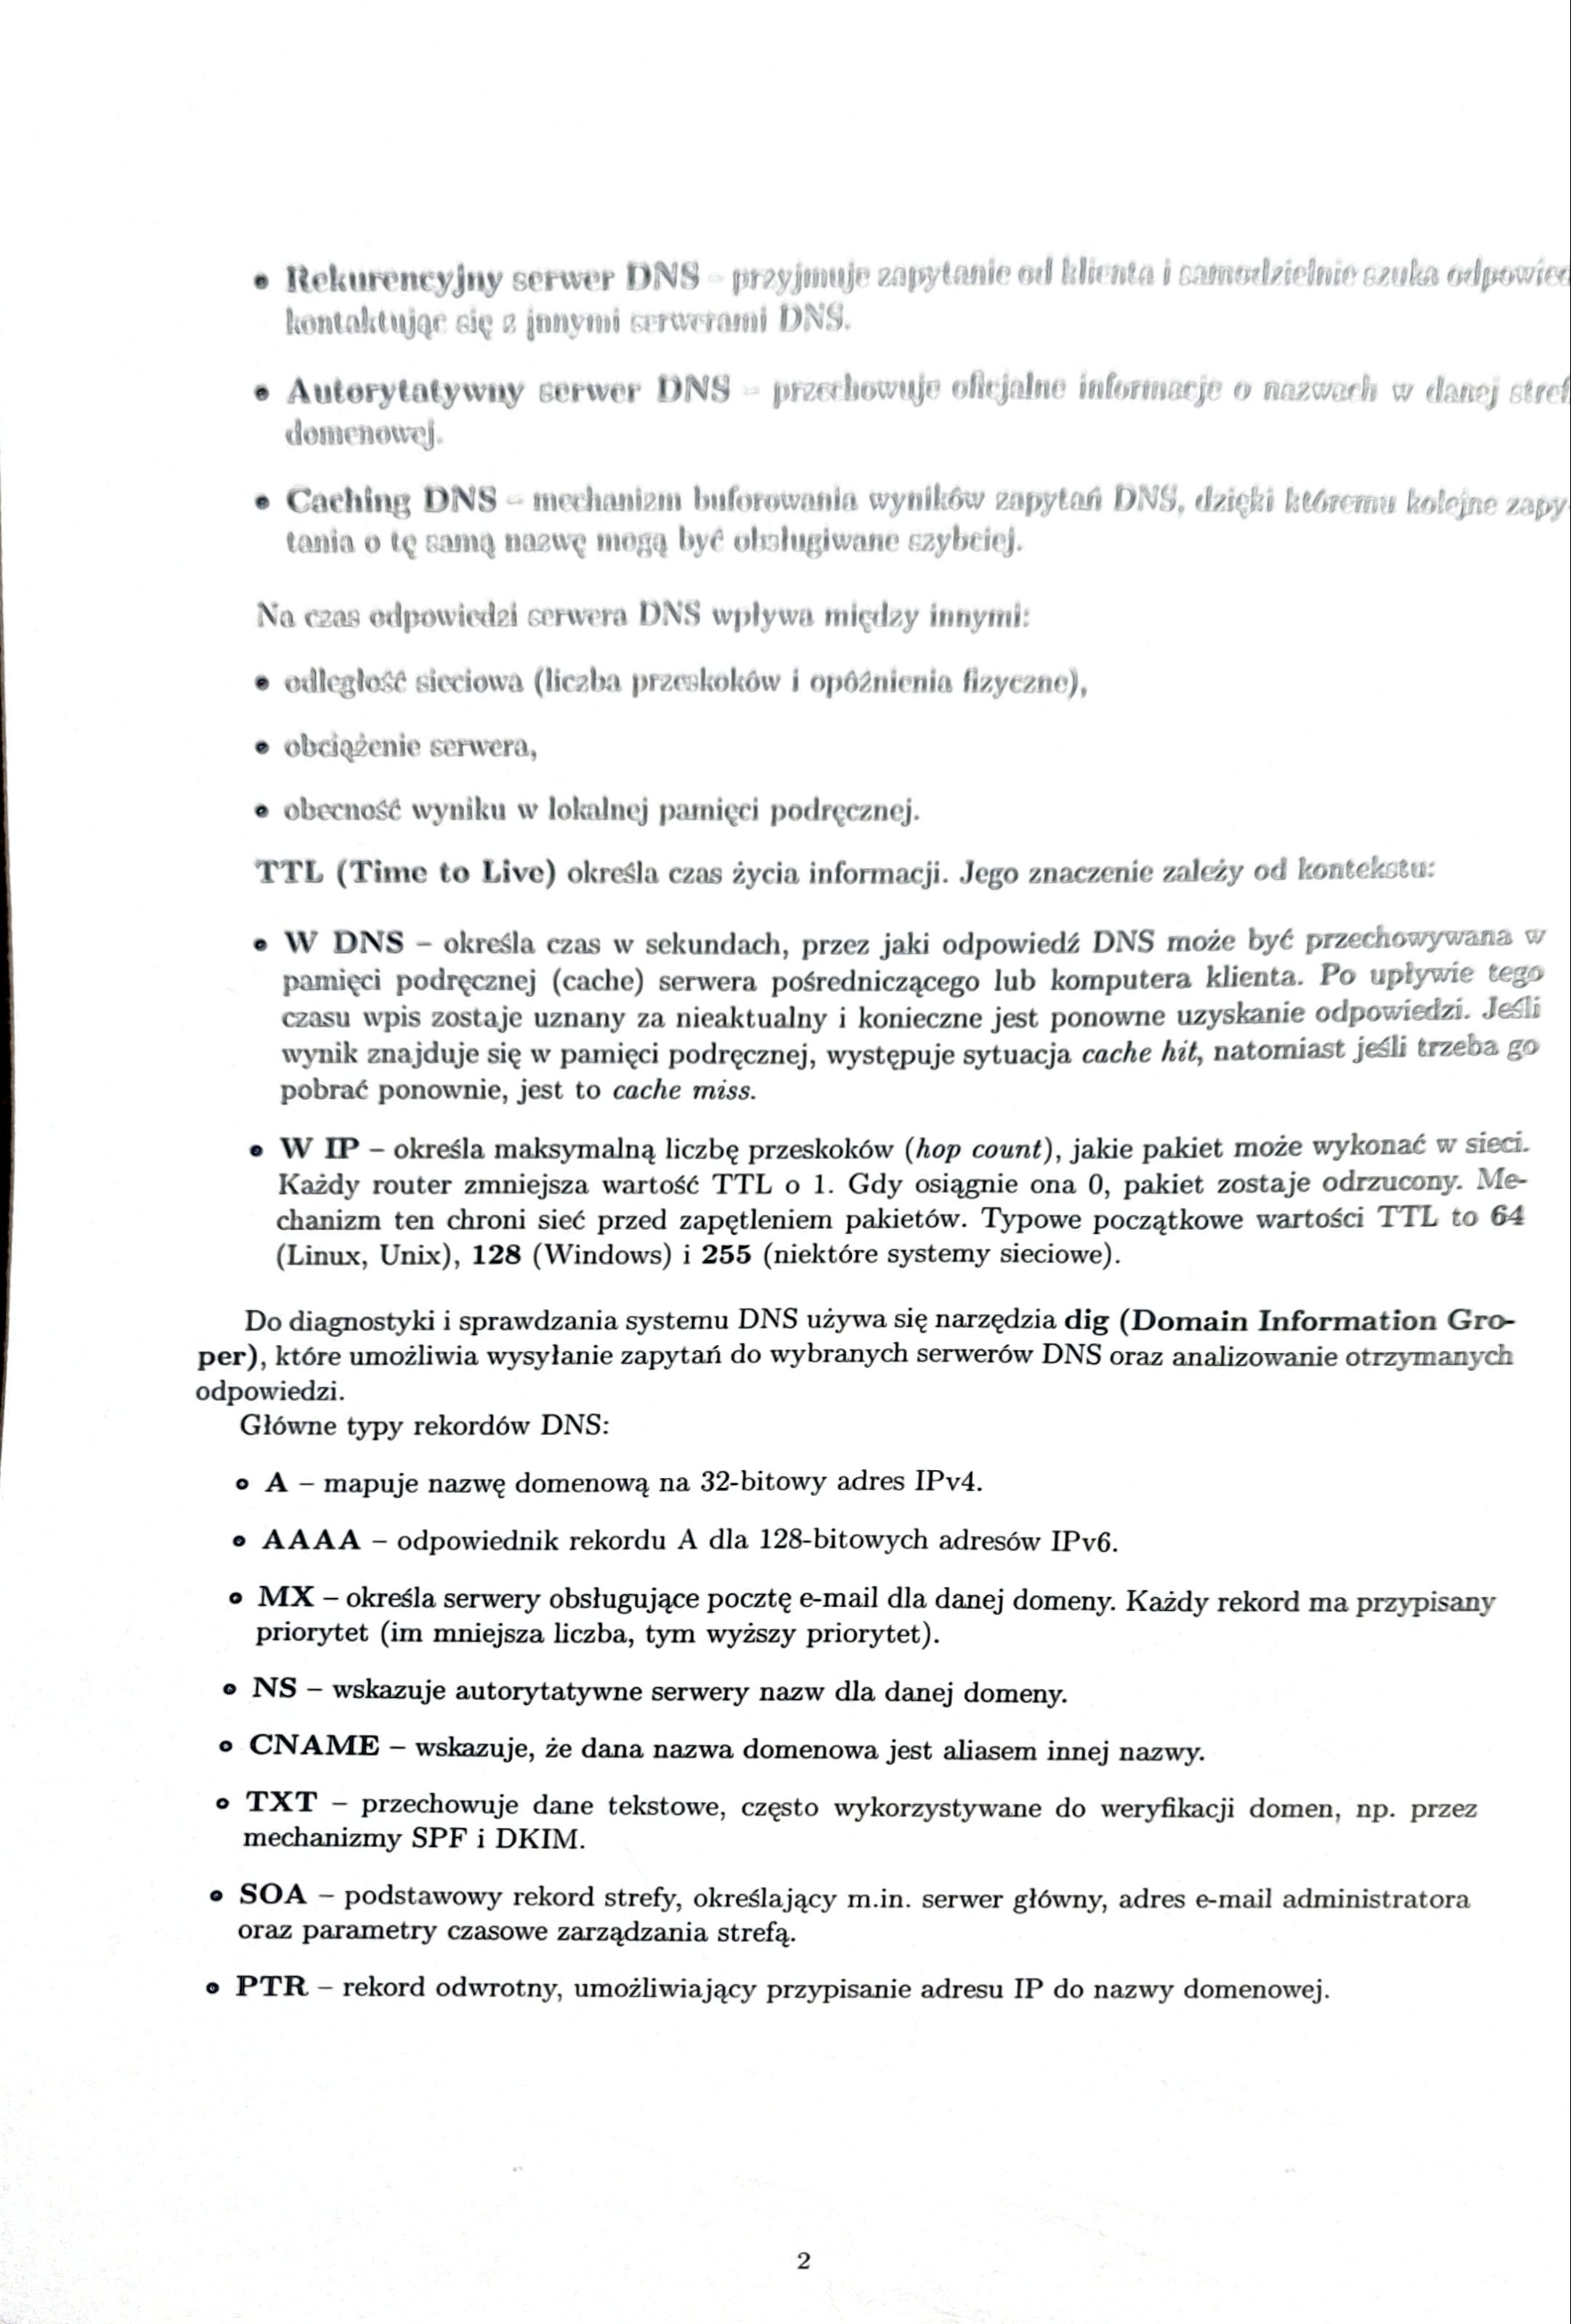 • Rekurencyjny serwer DNS – przyjmuje zapytanie od klienta i samodzielnie szuka
kontaktując się z innymi serwerami DNS.
• Autorytatywny serwer DNS – przechowuje oficjalne informacje o nazwach w danej
domenowej.
• Caching DNS – mechanizm buforowania wyników zapytań DNS, dzięki któremu kolejne zapy-
tania o tę samą nazwę mogą być obsługiwane szybciej.
Na czas odpowiedzi serwera DNS wpływa między innymi:
• odległość sieciowa (liczba przeskoków i opóźnienia fizyczne),
• obciążenie serwera,
• obecność wyniku w lokalnej pamięci podręcznej.
TTL (Time to Live) określa czas życia informacji. Jego znaczenie zależy od kontekstu:
• W DNS – określa czas w sekundach, przez jaki odpowiedź DNS może być przechowywana w
pamięci podręcznej (cache) serwera pośredniczącego lub komputera klienta. Po upływie tego
czasu wpis zostaje uznany za nieaktualny i konieczne jest ponowne uzyskanie odpowiedzi. Jeśli
wynik znajduje się w pamięci podręcznej, występuje sytuacja cache hit, natomiast jeśli trzeba go
pobrać ponownie, jest to cache miss.
• W IP – określa maksymalną liczbę przeskoków (hop count), jakie pakiet może wykonać w sieci.
Każdy router zmniejsza wartość TTL o 1. Gdy osiągnie ona 0, pakiet zostaje odrzucony. Me-
chanizm ten chroni sieć przed zapętleniem pakietów. Typowe początkowe wartości TTL to 64
(Linux, Unix), 128 (Windows) i 255 (niektóre systemy sieciowe).
Do diagnostyki i sprawdzania systemu DNS używa się narzędzia dig (Domain Information Gro-
per), które umożliwia wysyłanie zapytań do wybranych serwerów DNS oraz analizowanie otrzymanych
odpowiedzi.
Główne typy rekordów DNS:
• A – mapuje nazwę domenową na 32-bitowy adres IPv4.
• AAAA – odpowiednik rekordu A dla 128-bitowych adresów IPv6.
• MX – określa serwery obsługujące pocztę e-mail dla danej domeny. Każdy rekord ma przypisany
priorytet (im mniejsza liczba, tym wyższy priorytet).
• NS – wskazuje autorytatywne serwery nazw dla danej domeny.
• CNAME – wskazuje, że dana nazwa domenowa jest aliasem innej nazwy.
• TXT – przechowuje dane tekstowe, często wykorzystywane do weryfikacji domen, np. przez
mechanizmy SPF i DKIM.
• SOA – podstawowy rekord strefy, określający m.in. serwer główny, adres e-mail administratora
oraz parametry czasowe zarządzania strefą.
• PTR – rekord odwrotny, umożliwiający przypisanie adresu IP do nazwy domenowej.
2